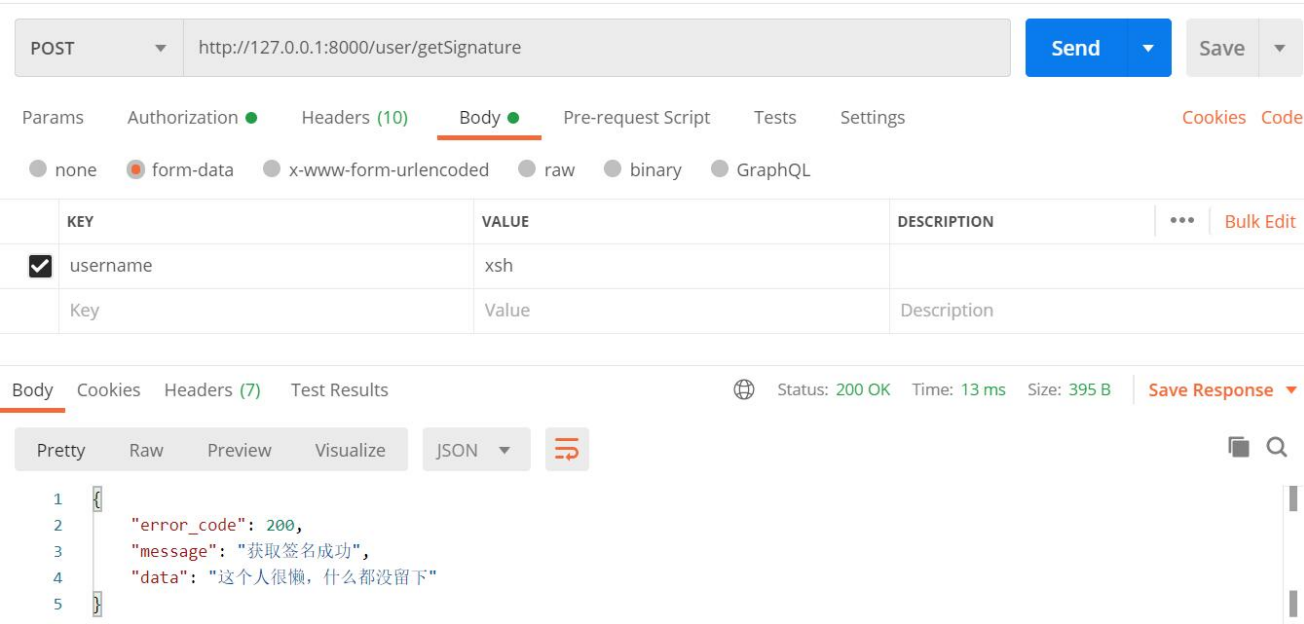 POST http://127.0.0.1:8000/user/getSignature Send Save
Params Authorization Headers (10) Body Pre-request Script Tests Settings Cookies Code
none form-data x-www-form-urlencoded raw binary GraphQL
KEY VALUE DESCRIPTION ••• Bulk Edit
username xsh
Key Value Description
Body Cookies Headers (7) Test Results Status: 200 OK Time: 13 ms Size: 395 B Save Response
Pretty Raw Preview Visualize JSON
1 {
2 "error_code": 200,
3 "message": "获取签名成功",
4 "data": "这个人很懒，什么都没留下"
5 }